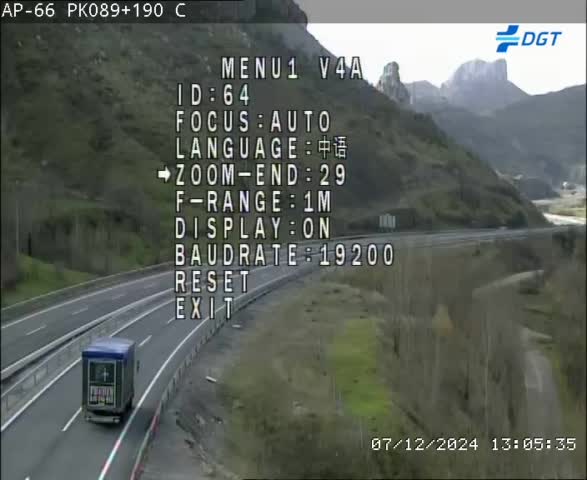 AP-66 PK089+190 C
DGT
MENU1 V4A
ID:64
FOCUS:AUTO
LANGUAGE:中语
ZOOM-END:29
F-RANGE:1M
DISPLAY:ON
BAUDRATE:19200
RESET
EXIT
07/12/2024 13:05:35